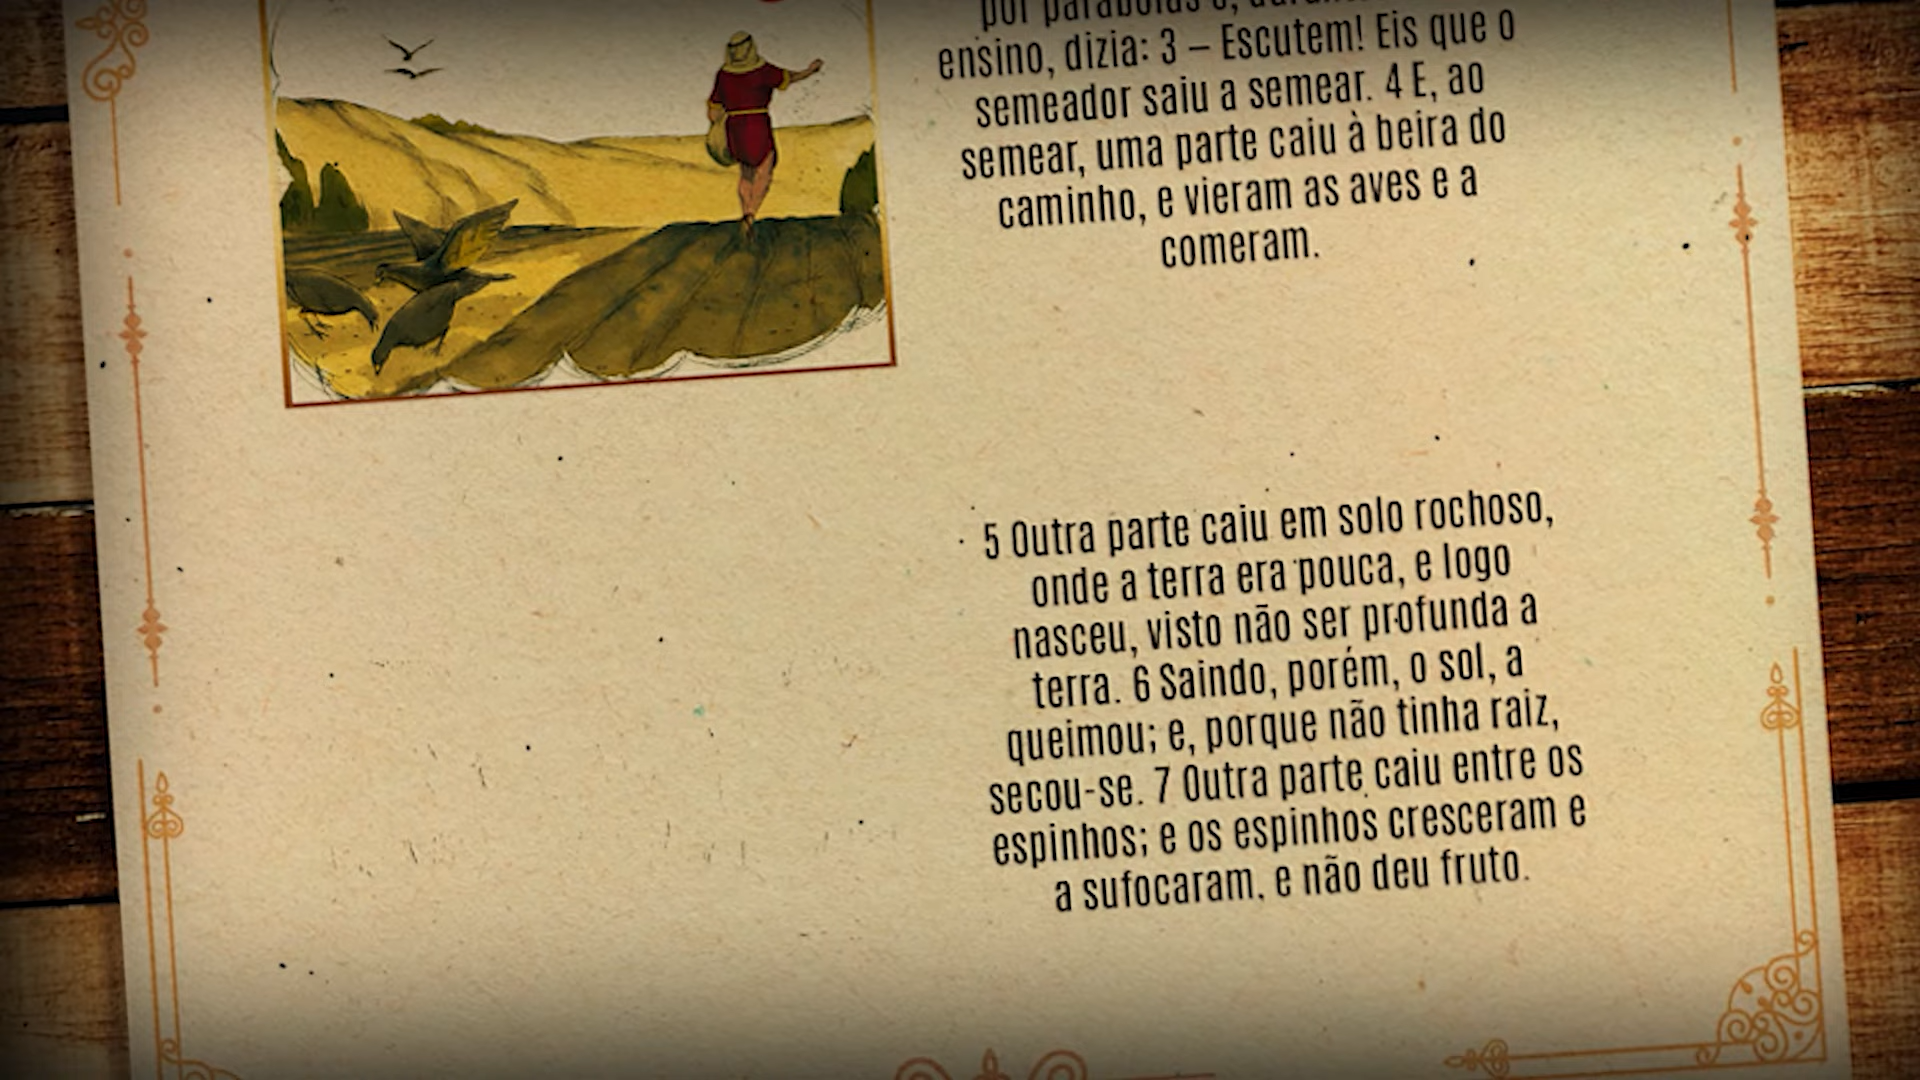 por parábolas e,
ensino, dizia: 3 – Escutem! Eis que o
semeador saiu a semear. 4 E, ao
semear, uma parte caiu à beira do
caminho, e vieram as aves e a
comeram.
5 Outra parte caiu em solo rochoso,
onde a terra era pouca, e logo
nasceu, visto não ser profunda a
terra. 6 Saindo, porém, o sol, a
queimou; e, porque não tinha raiz,
secou-se. 7 Outra parte caiu entre os
espinhos; e os espinhos cresceram e
a sufocaram, e não deu fruto.